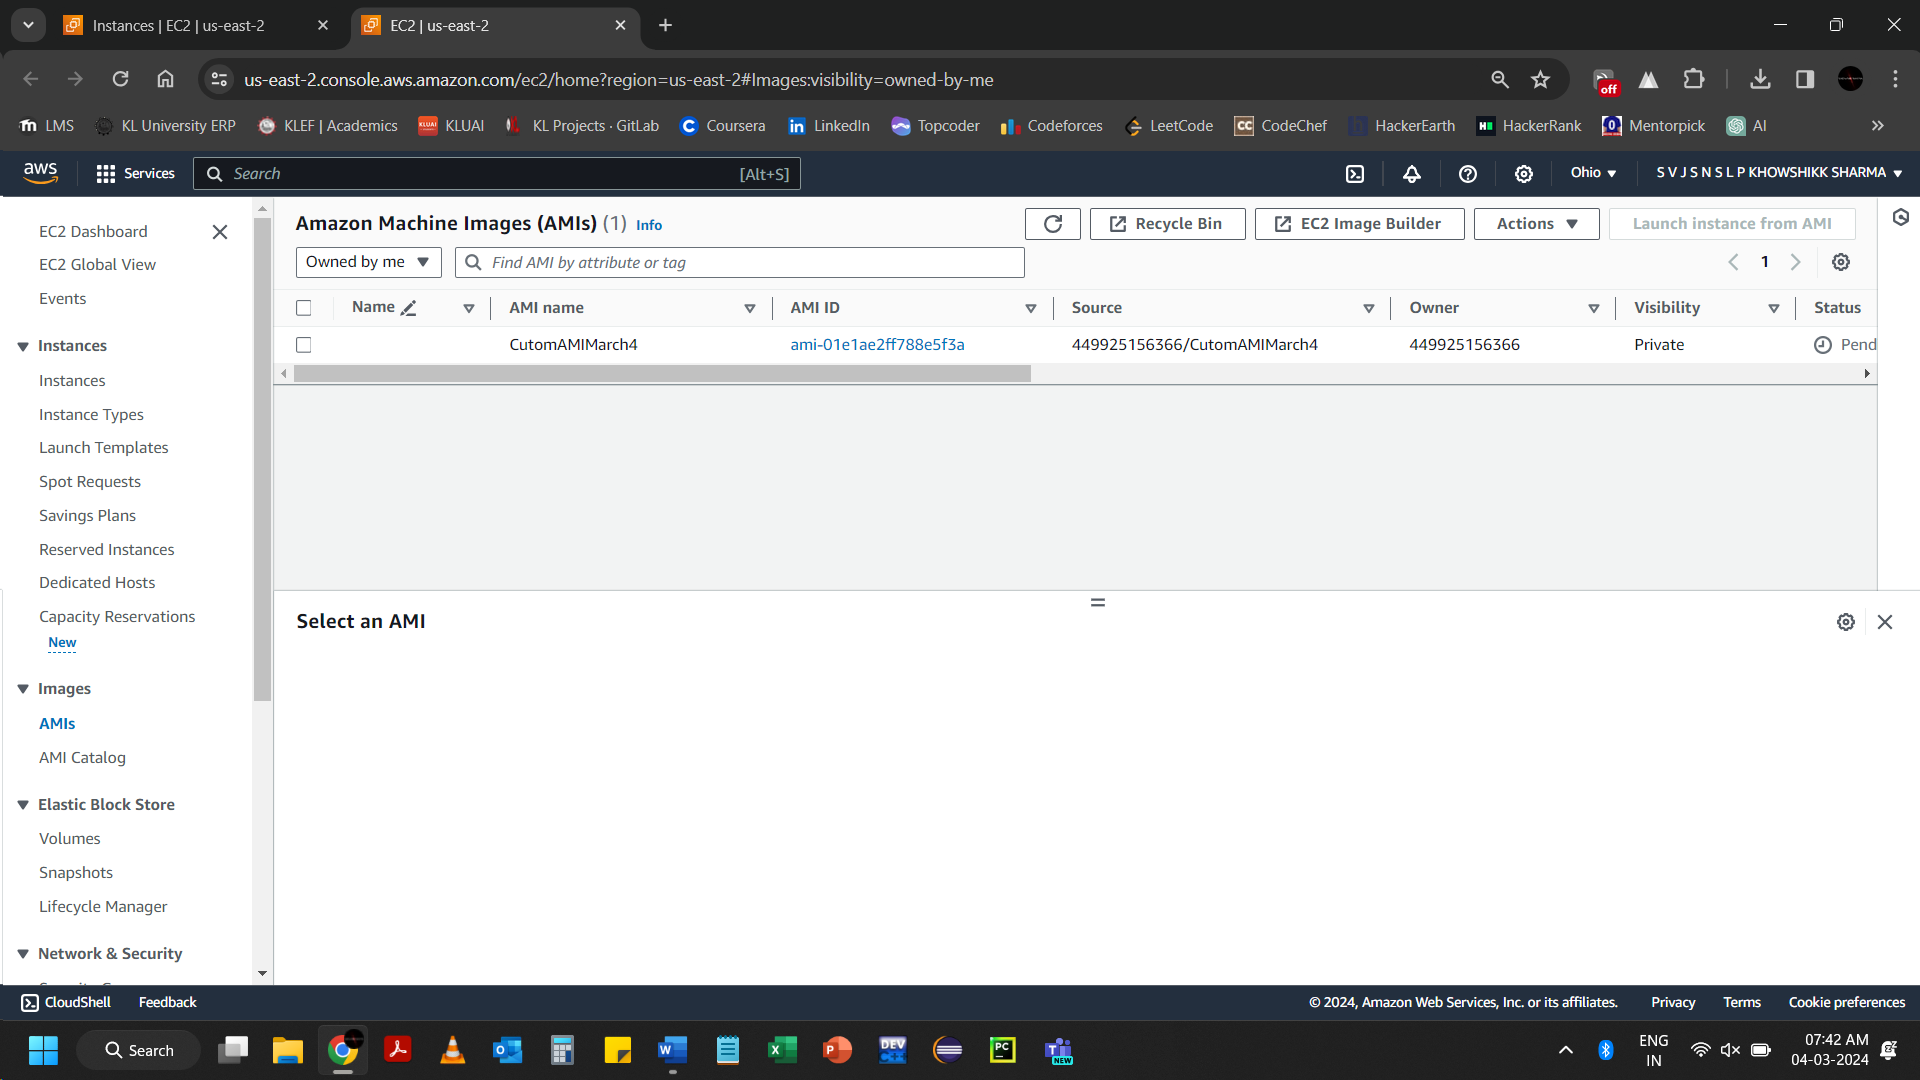 Instances | EC2 | us-east-2
EC2 | us-east-2
us-east-2.console.aws.amazon.com/ec2/home?region=us-east-2#Images:visibility=owned-by-me
off
LMS
KL University ERP
KLEF | Academics
KLUAI
KLUAI
KL Projects · GitLab
Coursera
LinkedIn
Topcoder
Codeforces
LeetCode
CC CodeChef
HackerEarth
HackerRank
Mentorpick
AI
aws
Services
Search
[Alt+S]
Ohio
S V J S N S L P KHOWSHIKK SHARMA
EC2 Dashboard
EC2 Global View
Events
Instances
Instances
Instance Types
Launch Templates
Spot Requests
Savings Plans
Reserved Instances
Dedicated Hosts
Capacity Reservations
New
Images
AMIs
AMI Catalog
Elastic Block Store
Volumes
Snapshots
Lifecycle Manager
Network & Security
Amazon Machine Images (AMIs) (1) Info
Recycle Bin
EC2 Image Builder
Actions
Launch instance from AMI
Owned by me
Find AMI by attribute or tag
1
Name
AMI name
AMI ID
Source
Owner
Visibility
Status
CutomAMIMarch4
ami-01e1ae2ff788e5f3a
449925156366/CutomAMIMarch4
449925156366
Private
Pend
Select an AMI
CloudShell
Feedback
© 2024, Amazon Web Services, Inc. or its affiliates.
Privacy
Terms
Cookie preferences
Search
DEV
PC
NEW
ENG
IN
07:42 AM
04-03-2024